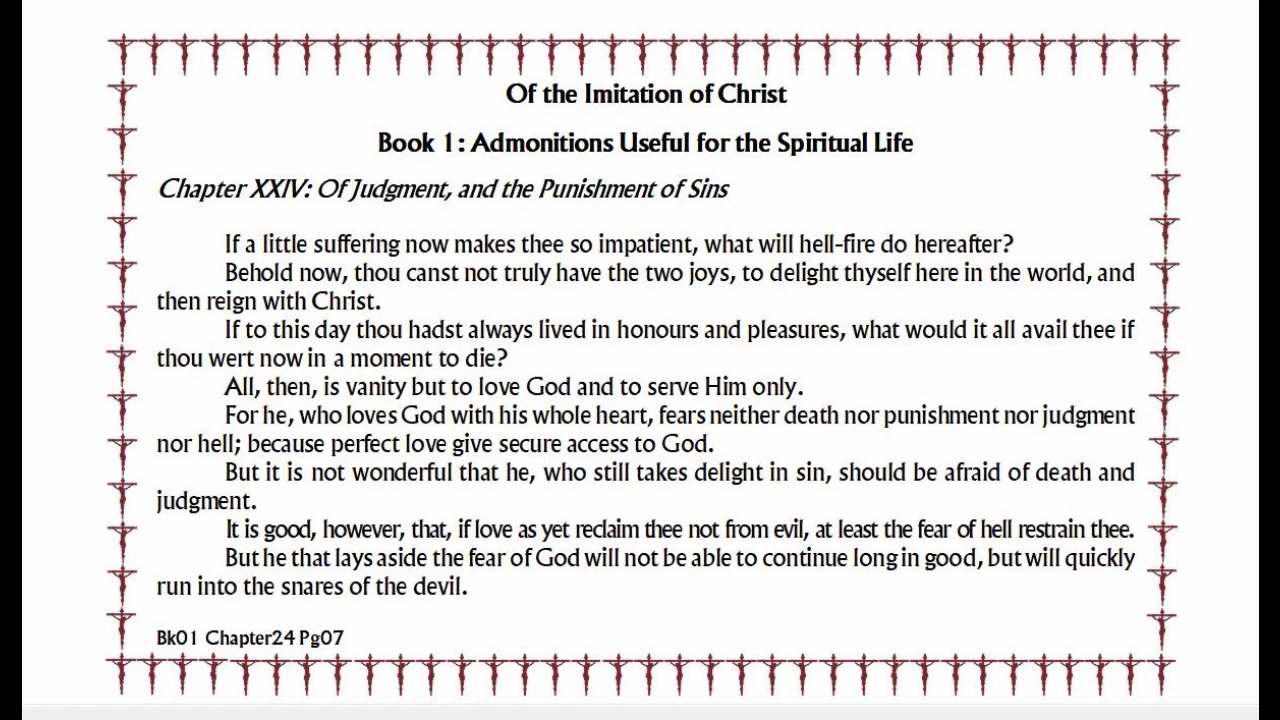 Of the Imitation of Christ
Book 1: Admonitions Useful for the Spiritual Life
Chapter XXIV: Of Judgment, and the Punishment of Sins
If a little suffering now makes thee so impatient, what will hell-fire do hereafter?
Behold now, thou canst not truly have the two joys, to delight thyself here in the world, and
then reign with Christ.
If to this day thou hadst always lived in honours and pleasures, what would it all avail thee if
thou wert now in a moment to die?
All, then, is vanity but to love God and to serve Him only.
For he, who loves God with his whole heart, fears neither death nor punishment nor judgment
nor hell; because perfect love give secure access to God.
But it is not wonderful that he, who still takes delight in sin, should be afraid of death and
judgment.
It is good, however, that, if love as yet reclaim thee not from evil, at least the fear of hell restrain thee.
But he that lays aside the fear of God will not be able to continue long in good, but will quickly
run into the snares of the devil.
Bk01 Chapter24 Pg07